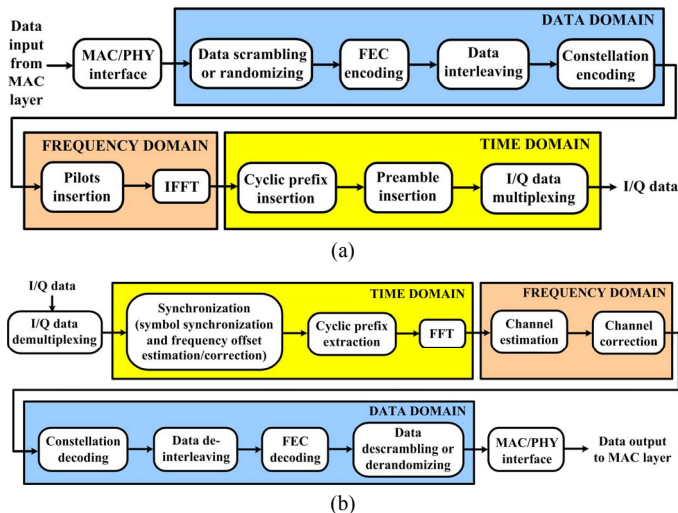 DATA DOMAIN
Data
input
from
MAC
layer
MAC/PHY
interface
Data scrambling
or randomizing
FEC
encoding
Data
interleaving
Constellation
encoding
FREQUENCY DOMAIN
Pilots
insertion
IFFT
TIME DOMAIN
Cyclic prefix
insertion
Preamble
insertion
I/Q data
multiplexing
I/Q data
(a)
I/Q data
I/Q data
demultiplexing
TIME DOMAIN
Synchronization
(symbol synchronization
and frequency offset
estimation/correction)
Cyclic prefix
extraction
FFT
FREQUENCY DOMAIN
Channel
estimation
Channel
correction
DATA DOMAIN
Constellation
decoding
Data de-
interleaving
FEC
decoding
Data
descrambling or
derandomizing
MAC/PHY
interface
Data output
to MAC layer
(b)